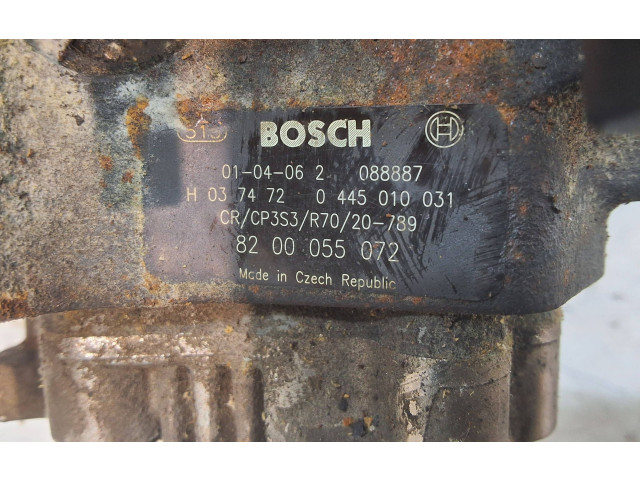 BOSCH
01-04-06 2 088887
H 03 74 72 0 445 010 031
CR/CP3S3/R70/20-789
82 00 055 072
Made in Czech Republic